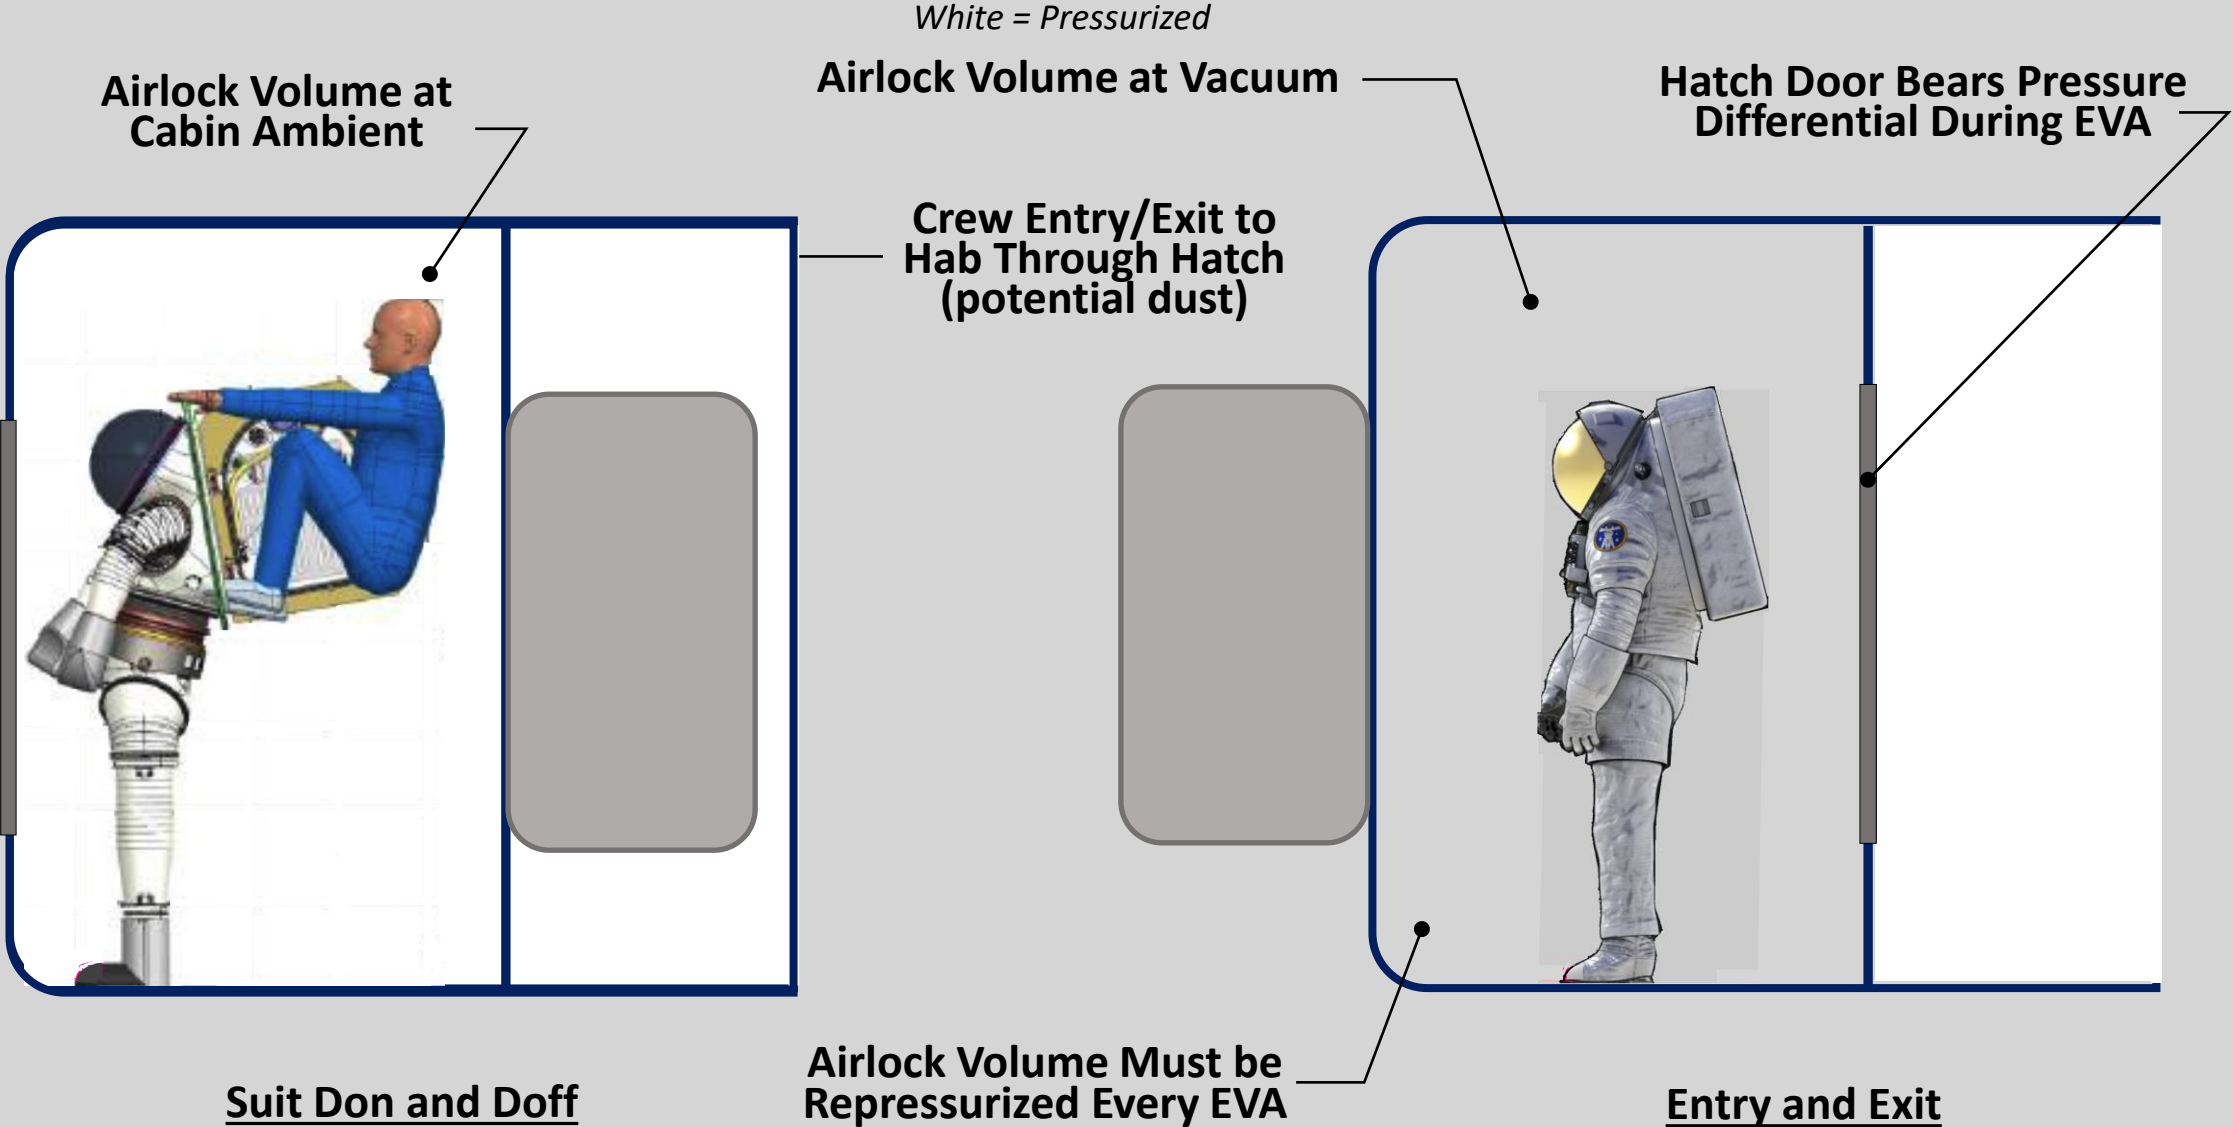 White = Pressurized
Airlock Volume at
Cabin Ambient
Airlock Volume at Vacuum
Hatch Door Bears Pressure
Differential During EVA
Crew Entry/Exit to
Hab Through Hatch
(potential dust)
Airlock Volume Must be
Repressurized Every EVA
Suit Don and Doff
Entry and Exit